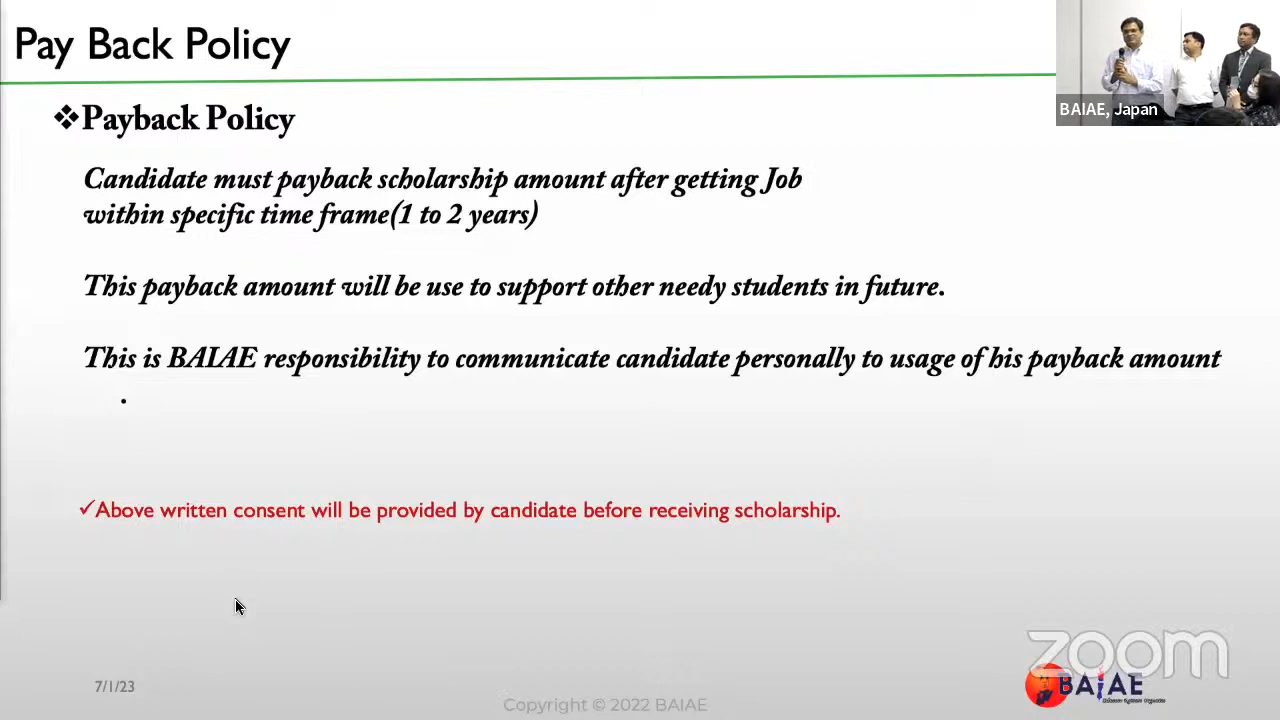 Pay Back Policy
BAIAE, Japan
❖Payback Policy
Candidate must payback scholarship amount after getting Job
within specific time frame(1 to 2 years)
This payback amount will be use to support other needy students in future.
This is BAIAE responsibility to communicate candidate personally to usage of his payback amount
.
✓Above written consent will be provided by candidate before receiving scholarship.
zoom
BAIAE
7/1/23
Copyright © 2022 BAIAE